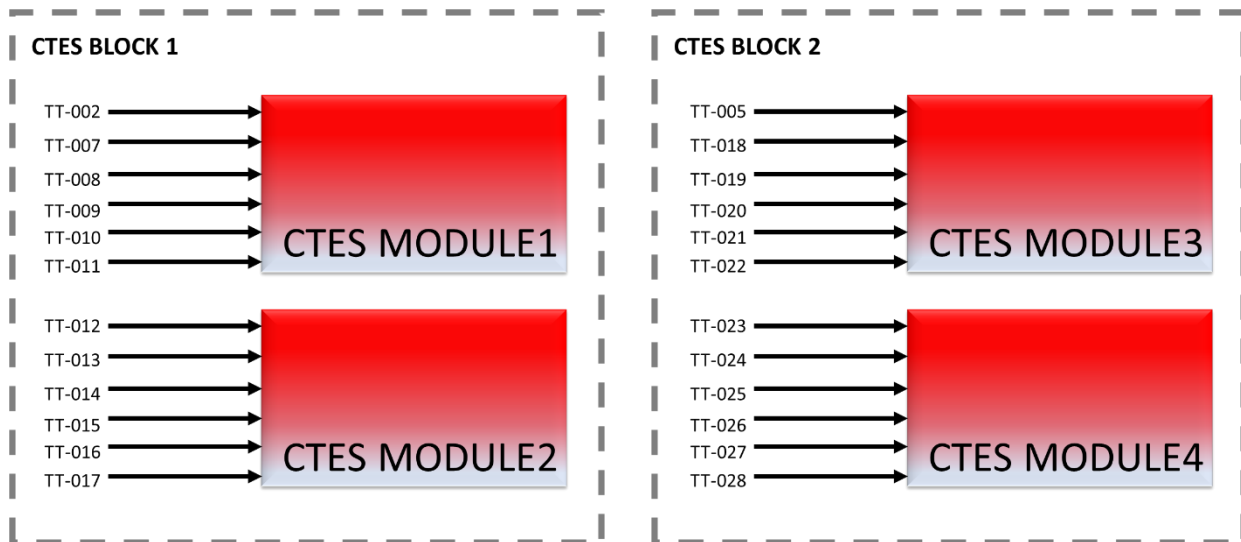 CTES BLOCK 1
TT-002
TT-007
TT-008
TT-009
TT-010
TT-011
CTES MODULE1
TT-012
TT-013
TT-014
TT-015
TT-016
TT-017
CTES MODULE2
CTES BLOCK 2
TT-005
TT-018
TT-019
TT-020
TT-021
TT-022
CTES MODULE3
TT-023
TT-024
TT-025
TT-026
TT-027
TT-028
CTES MODULE4